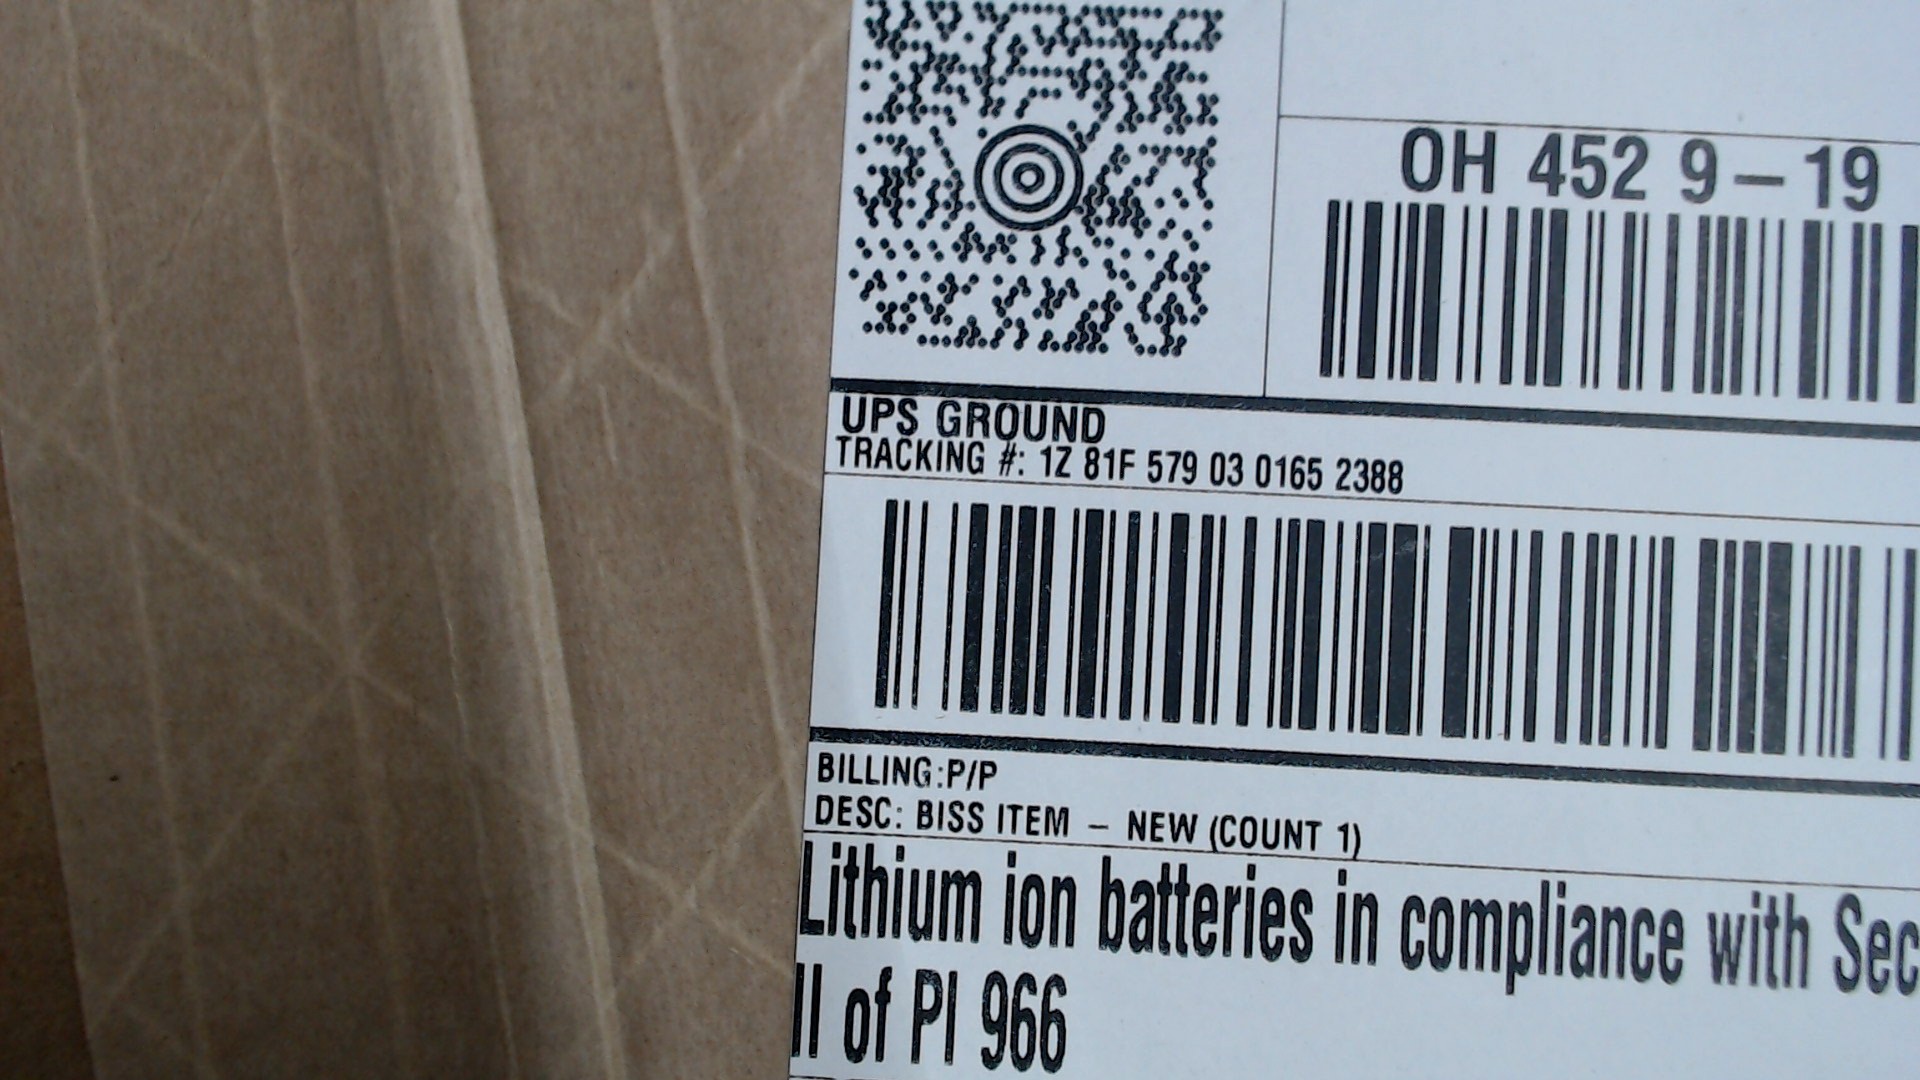 OH 452 9-19
UPS GROUND
TRACKING #: 1Z 81F 579 03 0165 2388
BILLING:P/P
DESC: BISS ITEM - NEW (COUNT 1)
Lithium ion batteries in compliance with Sec
II of PI 966